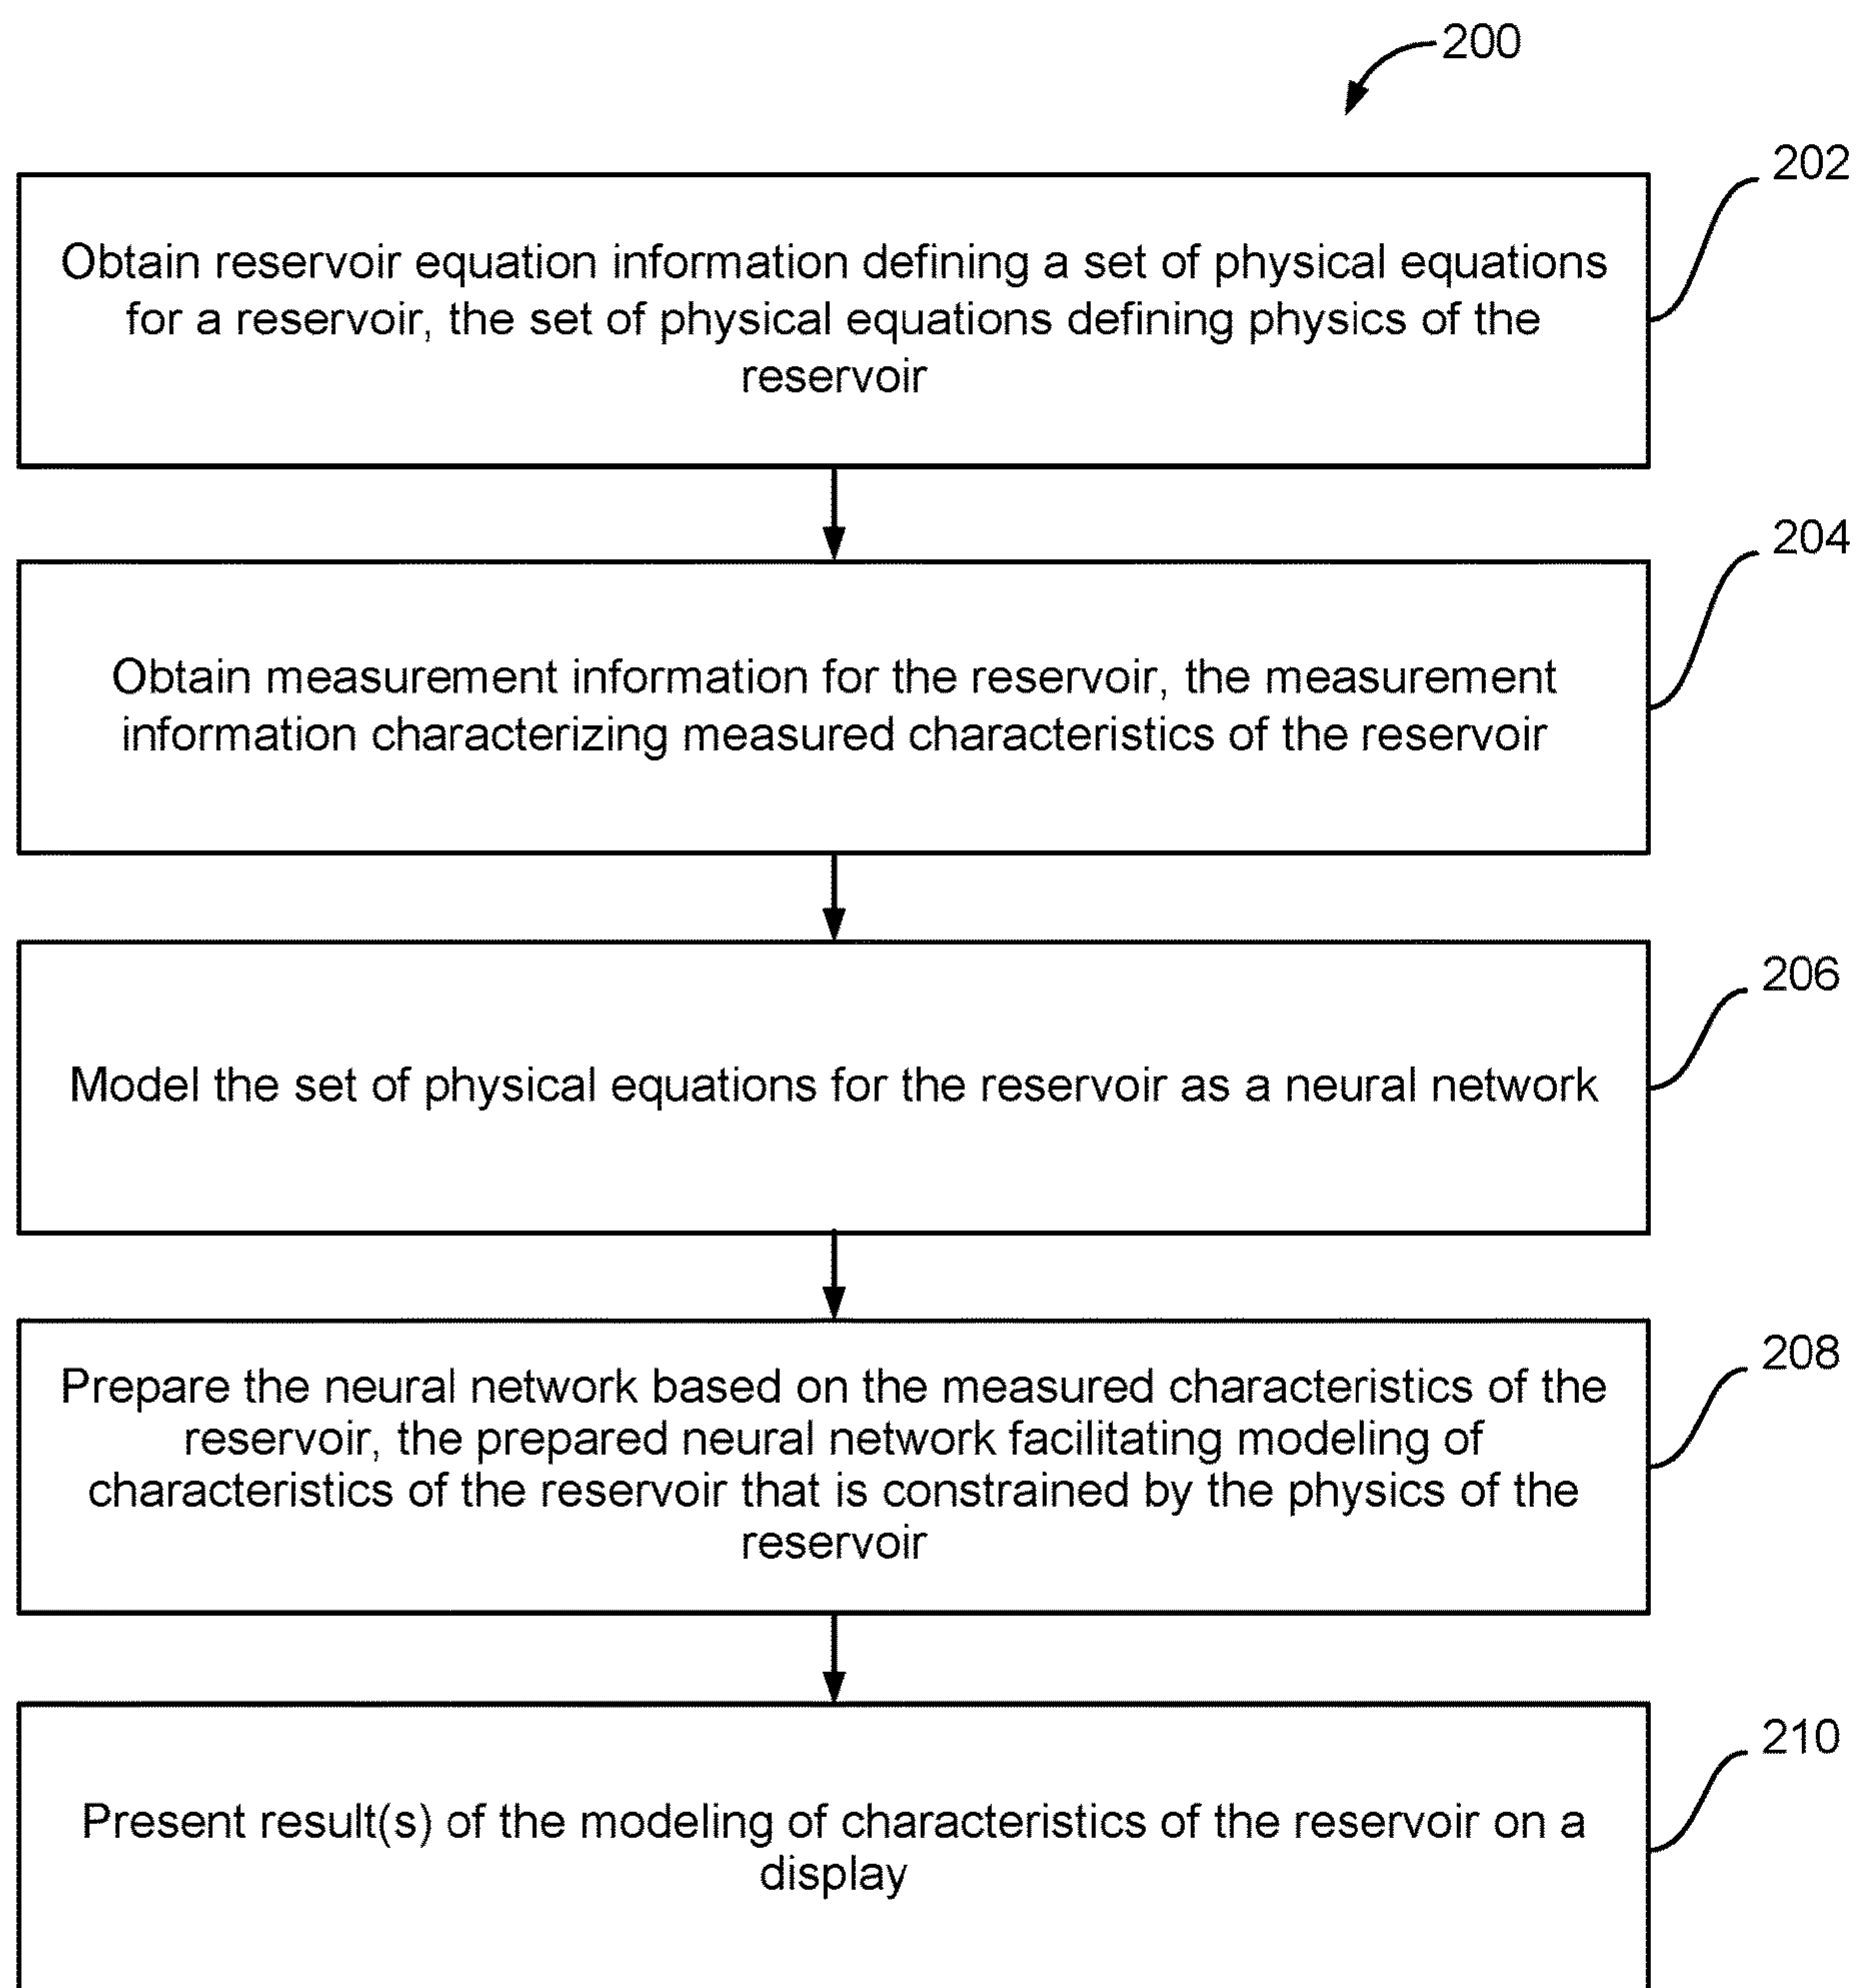 200
202
Obtain reservoir equation information defining a set of physical equations
for a reservoir, the set of physical equations defining physics of the
reservoir
204
Obtain measurement information for the reservoir, the measurement
information characterizing measured characteristics of the reservoir
206
Model the set of physical equations for the reservoir as a neural network
208
Prepare the neural network based on the measured characteristics of the
reservoir, the prepared neural network facilitating modeling of
characteristics of the reservoir that is constrained by the physics of the
reservoir
210
Present result(s) of the modeling of characteristics of the reservoir on a
display